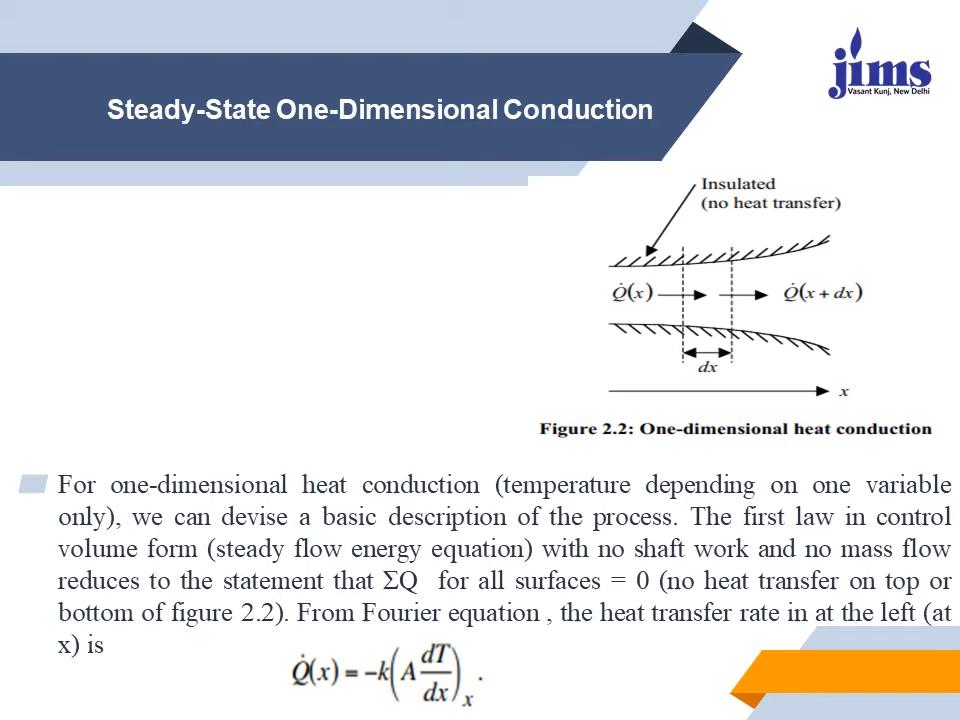 jims
Vasant Kunj, New Delhi
Steady-State One-Dimensional Conduction
Insulated
(no heat transfer)
Q̇(x)
Q̇(x + dx)
dx
x
Figure 2.2: One-dimensional heat conduction
For one-dimensional heat conduction (temperature depending on one variable
only), we can devise a basic description of the process. The first law in control
volume form (steady flow energy equation) with no shaft work and no mass flow
reduces to the statement that ΣQ for all surfaces = 0 (no heat transfer on top or
bottom of figure 2.2). From Fourier equation , the heat transfer rate in at the left (at
x) is
Q̇(x) = −k(A dT/dx)x .